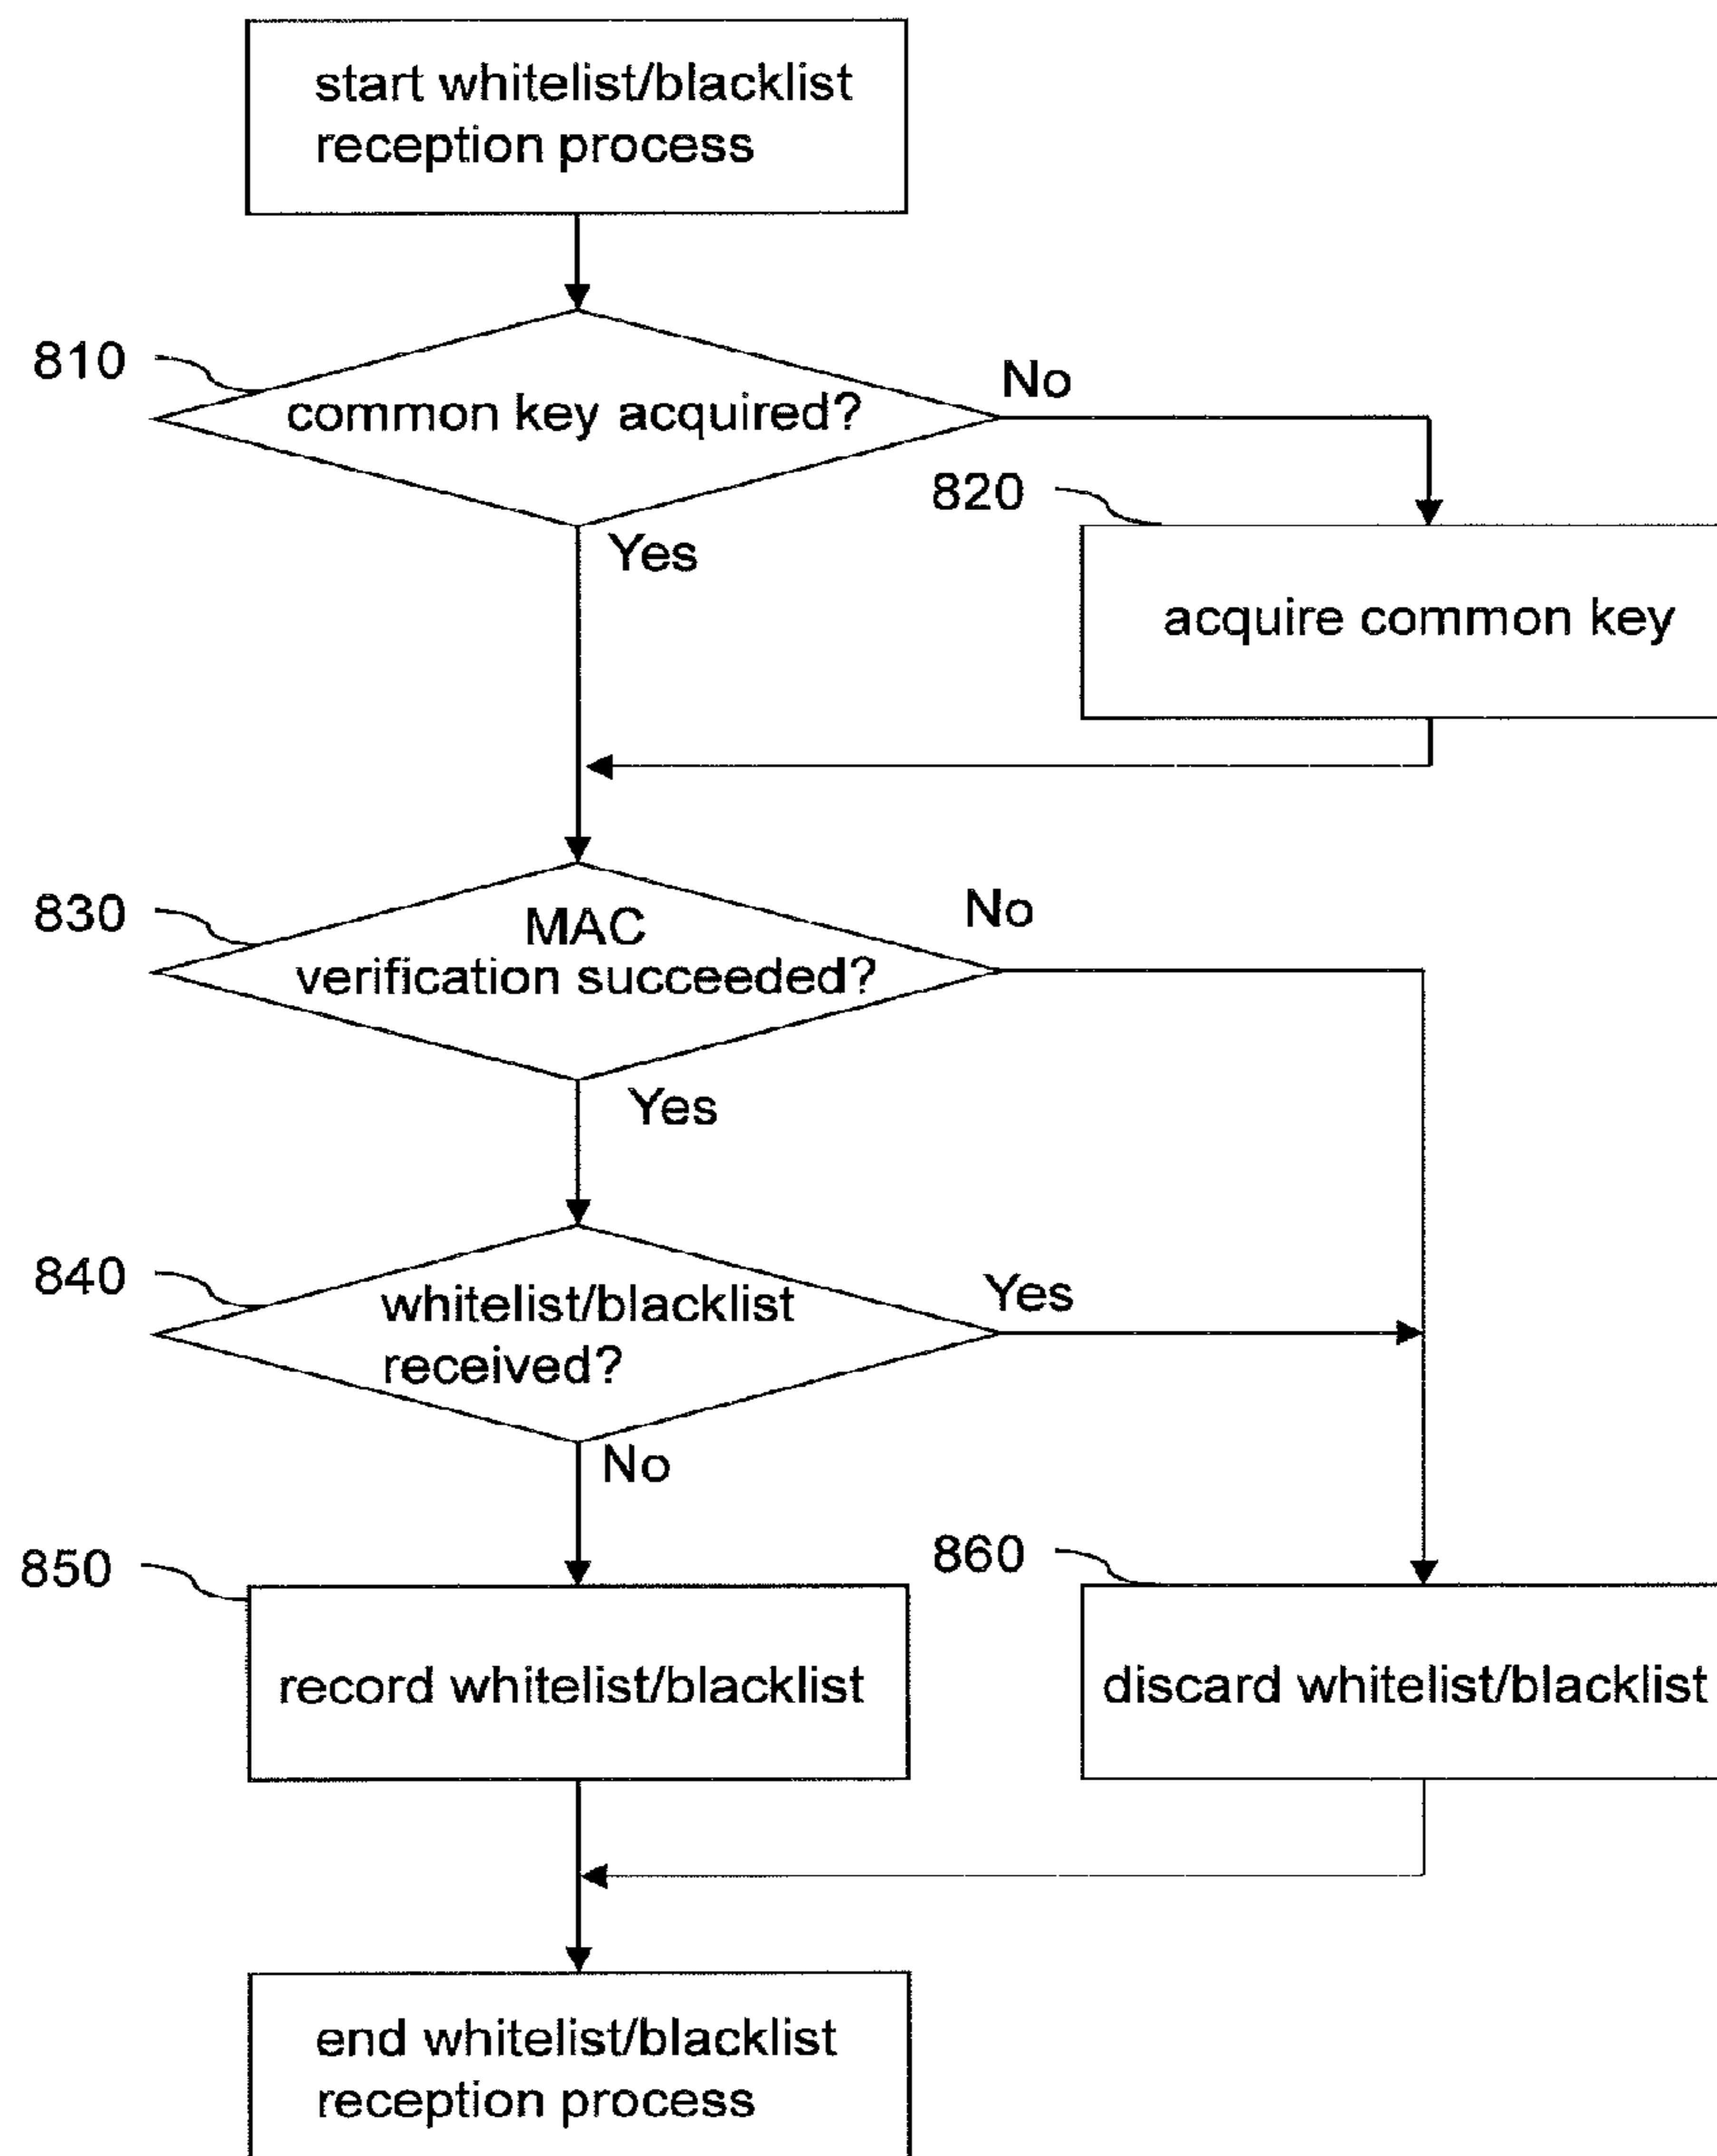 start whitelist/blacklist
reception process
810
common key acquired?
No
820
Yes
acquire common key
830
MAC
verification succeeded?
No
Yes
840
whitelist/blacklist
received?
Yes
No
850
record whitelist/blacklist
860
discard whitelist/blacklist
end whitelist/blacklist
reception process